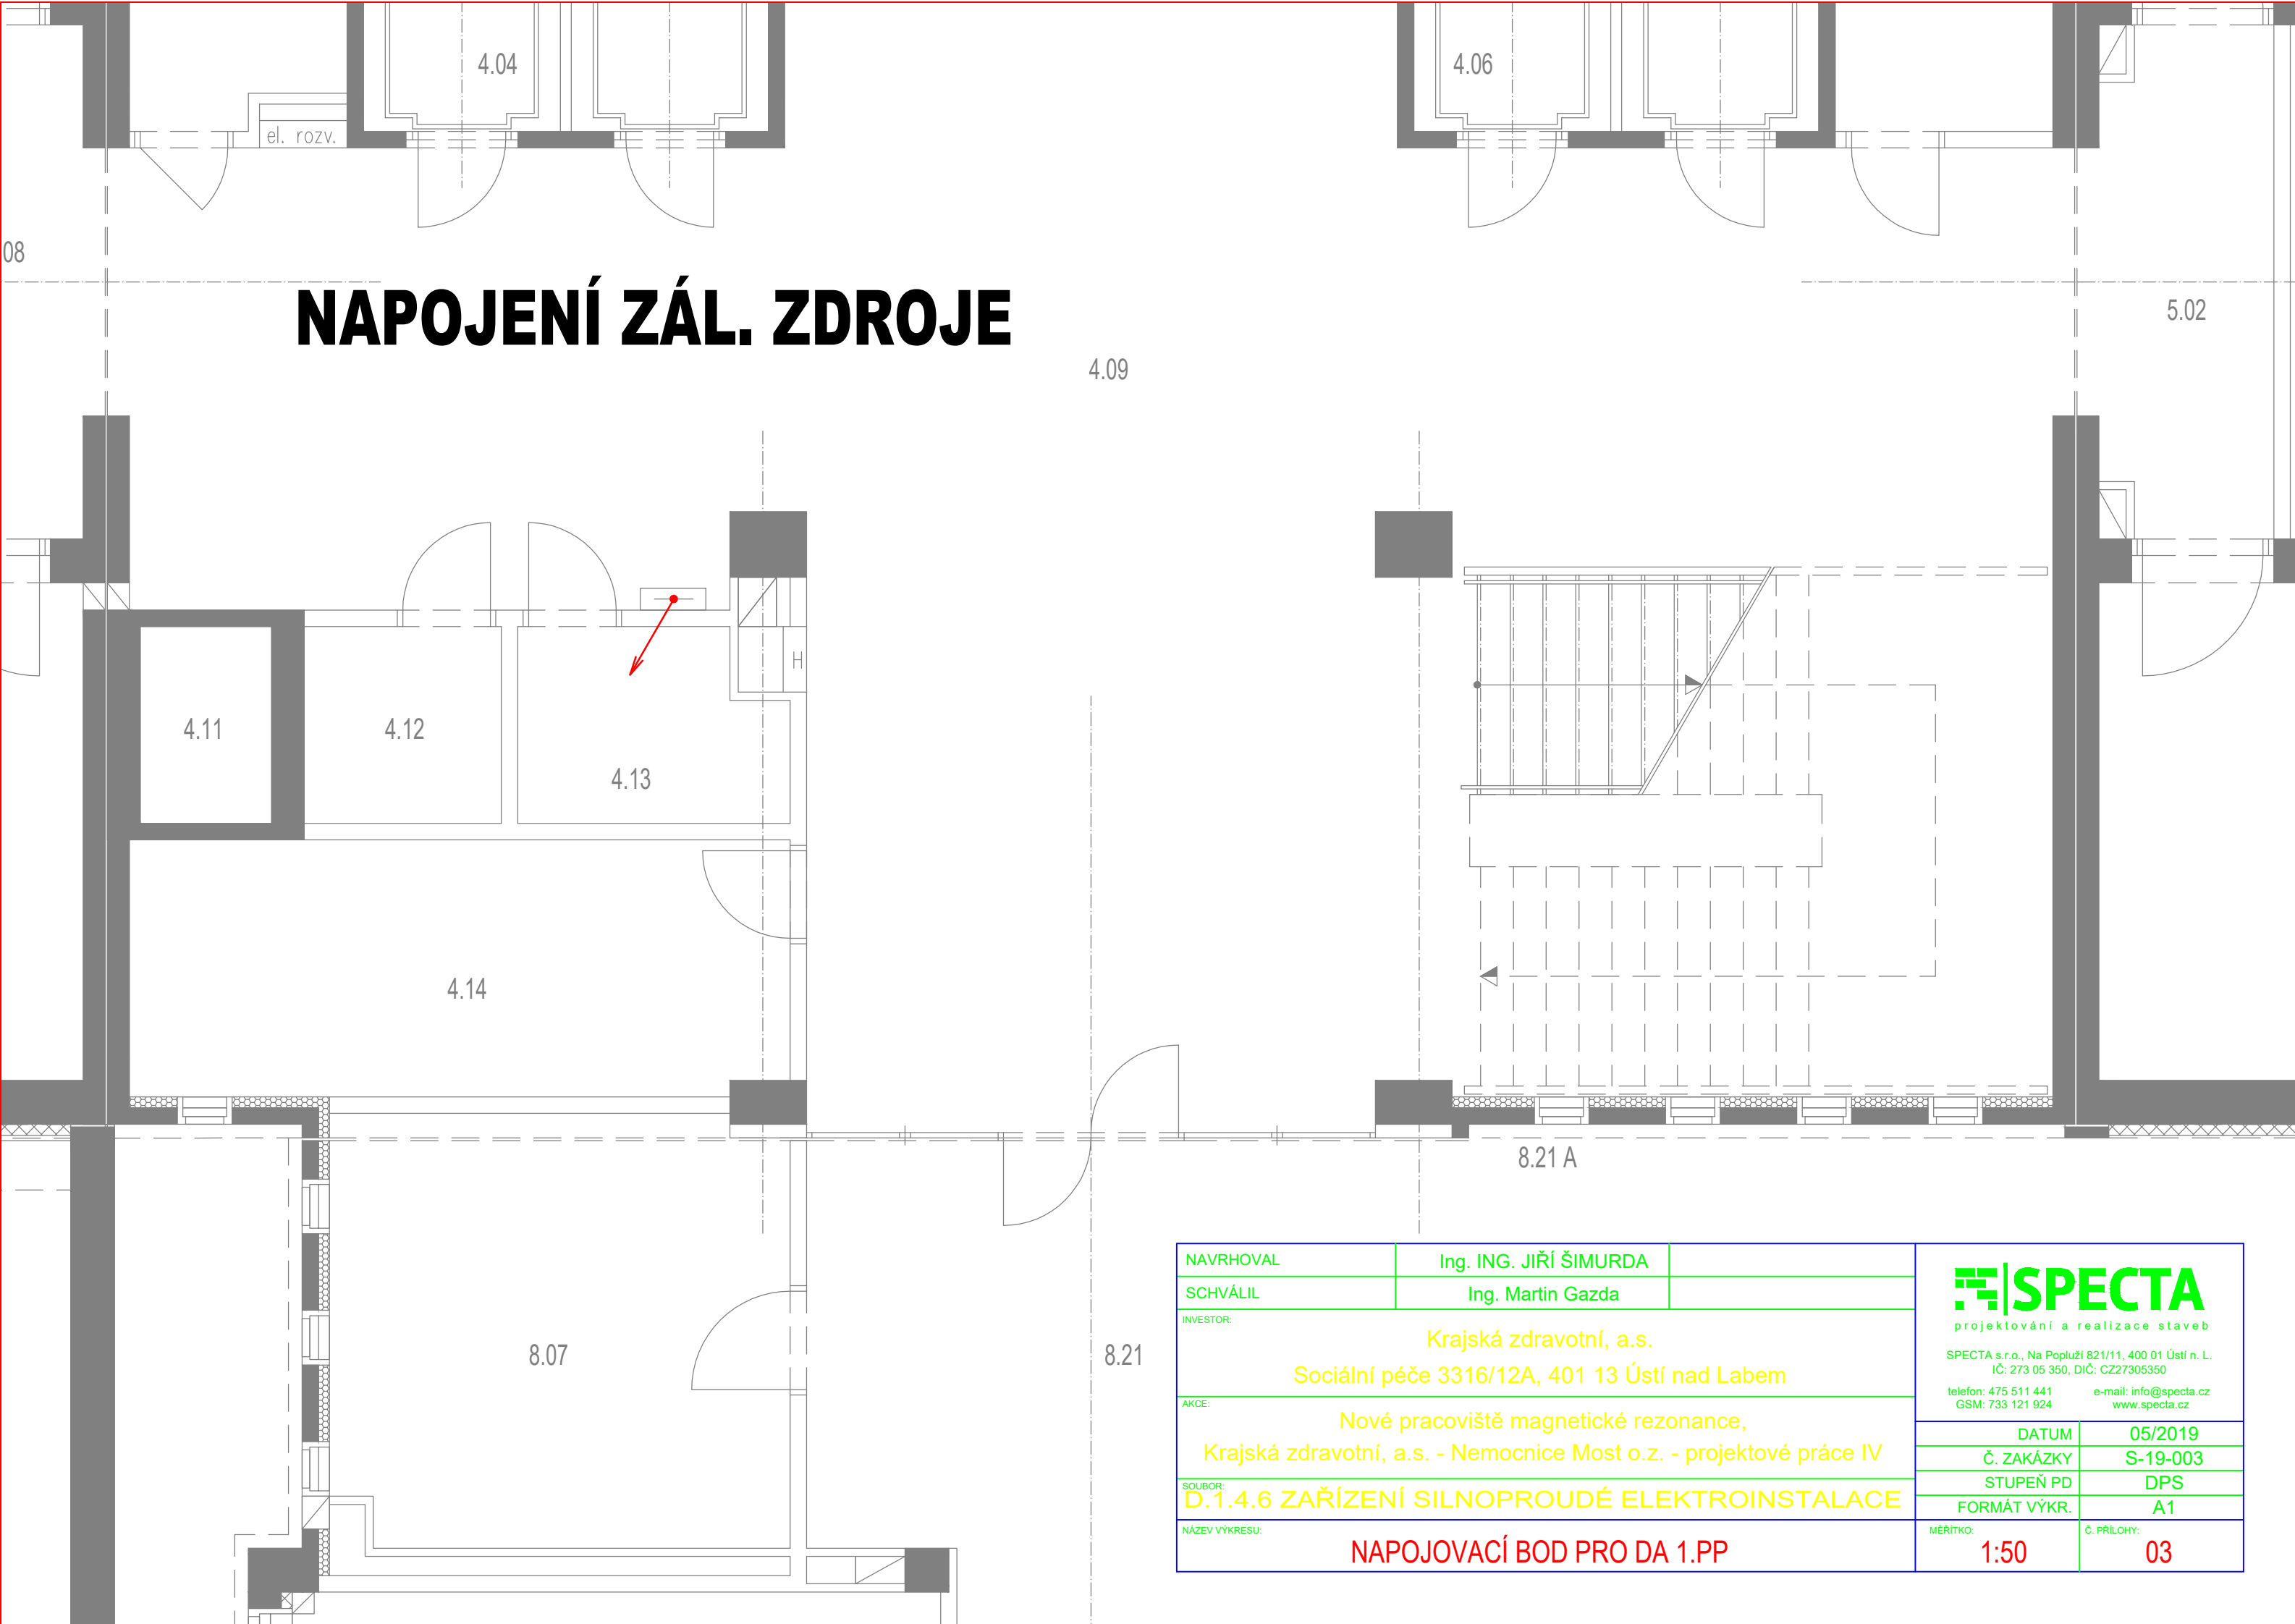 4.04
4.06
el. rozv.
08
NAPOJENÍ ZÁL. ZDROJE
5.02
4.09
H
4.11
4.12
4.13
4.14
8.21 A
8.07
8.21
NAVRHOVAL
Ing. ING. JIŘÍ ŠIMURDA
SCHVÁLIL
Ing. Martin Gazda
INVESTOR:
Krajská zdravotní, a.s.
Sociální péče 3316/12A, 401 13 Ústí nad Labem
AKCE:
Nové pracoviště magnetické rezonance,
Krajská zdravotní, a.s. - Nemocnice Most o.z. - projektové práce IV
SOUBOR:
D.1.4.6 ZAŘÍZENÍ SILNOPROUDÉ ELEKTROINSTALACE
NÁZEV VÝKRESU:
NAPOJOVACÍ BOD PRO DA 1.PP
SPECTA
projektování a realizace staveb
SPECTA s.r.o., Na Popluží 821/11, 400 01 Ústí n. L.
IČ: 273 05 350, DIČ: CZ27305350
telefon: 475 511 441 e-mail: info@specta.cz
GSM: 733 121 924 www.specta.cz
DATUM 05/2019
Č. ZAKÁZKY S-19-003
STUPEŇ PD DPS
FORMÁT VÝKR. A1
MĚŘÍTKO: Č. PŘÍLOHY:
1:50 03